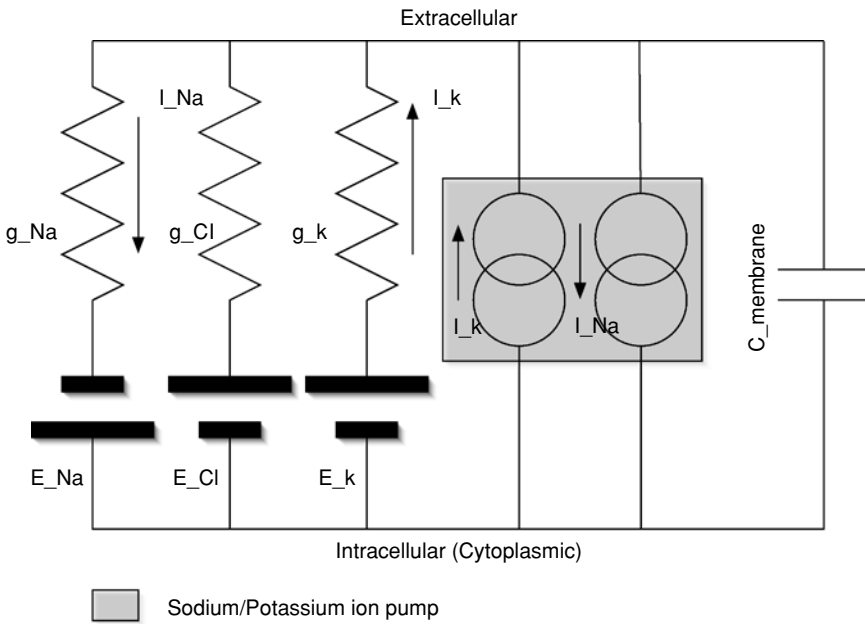 Extracellular
I_Na
I_k
g_Na
g_Cl
g_k
I_k
I_Na
C_membrane
E_Na
E_Cl
E_k
Intracellular (Cytoplasmic)
Sodium/Potassium ion pump